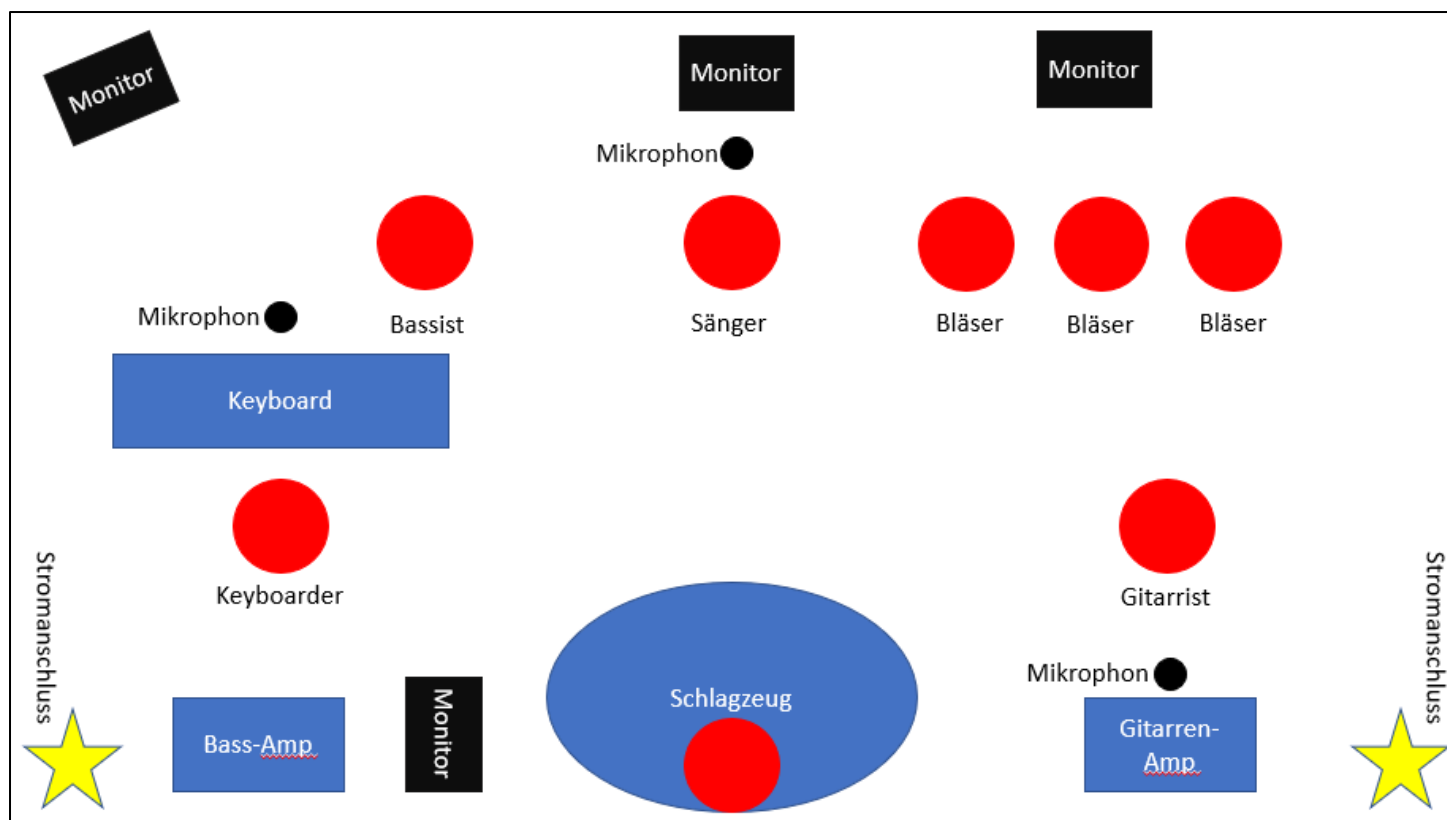 Monitor
Monitor
Monitor
Mikrophon
Mikrophon
Bassist
Sänger
Bläser
Bläser
Bläser
Keyboard
Keyboarder
Gitarrist
Stromanschluss
Stromanschluss
Mikrophon
Bass-Amp
Monitor
Schlagzeug
Gitarren-
Amp